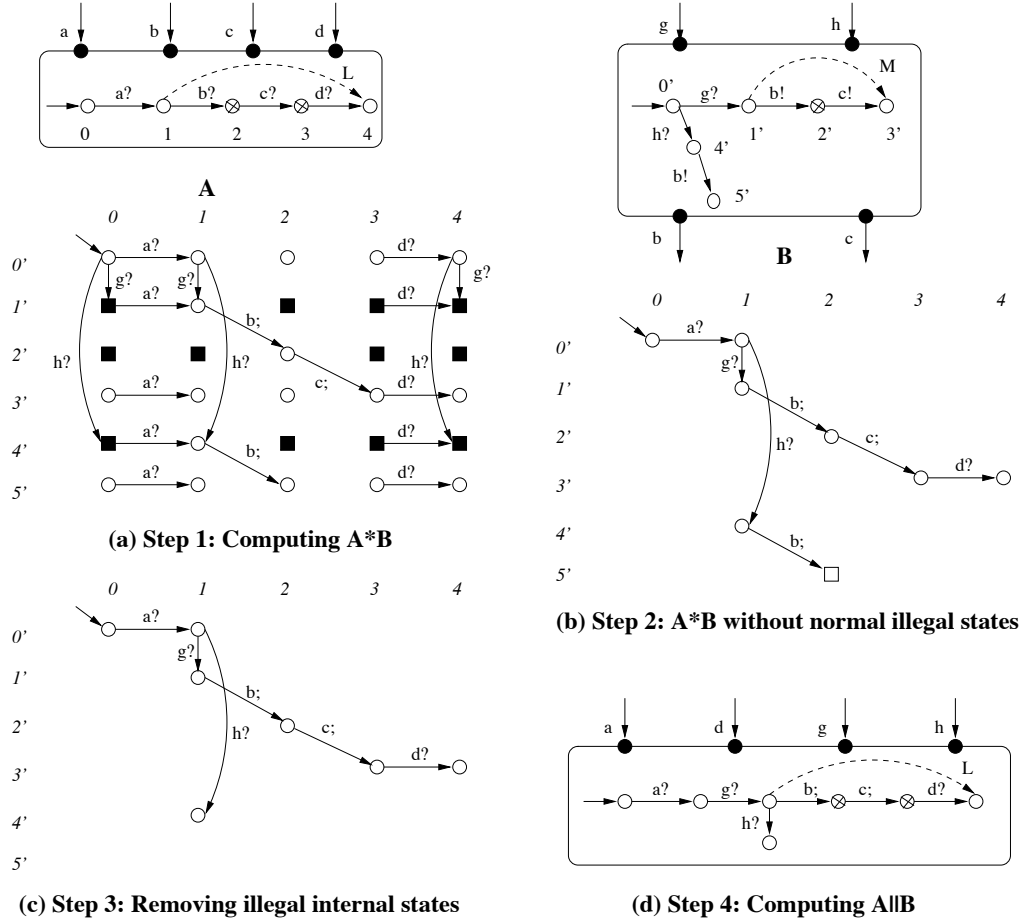 a b c d
L
a? b? c? d?
0 1 2 3 4
A
g h
M
0' g? b! c!
h? 1' 2' 3'
4'
b!
5'
b c
B
0 1 2 3 4
0' a? d?
g? g? g?
1' a? d?
b;
2' h? h? h?
c;
3' a? d?
4' a? d?
b;
5' a? d?
(a) Step 1: Computing A*B
0 1 2 3 4
0' a?
g?
1'
b;
2' c;
h?
3' d?
4'
b;
5'
(b) Step 2: A*B without normal illegal states
0 1 2 3 4
0' a?
g?
1'
b;
2' c;
h?
3' d?
4'
5'
(c) Step 3: Removing illegal internal states
a d g h
L
a? g? b; c; d?
h?
(d) Step 4: Computing A||B